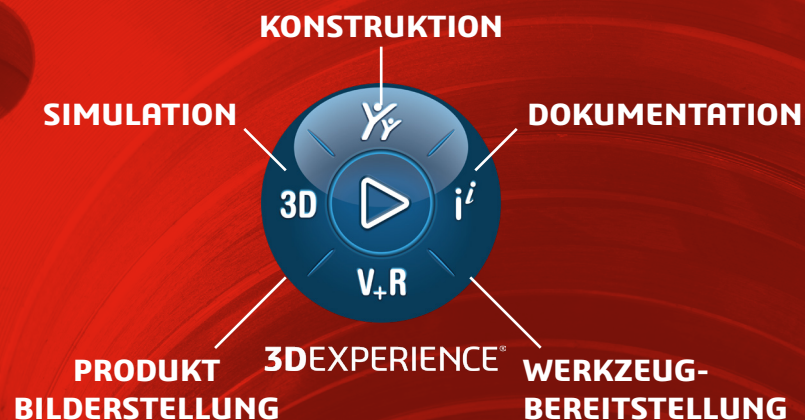 KONSTRUKTION
SIMULATION
DOKUMENTATION
3D
i i
V+R
3DEXPERIENCE®
PRODUKT
BILDERSTELLUNG
WERKZEUG-
BEREITSTELLUNG